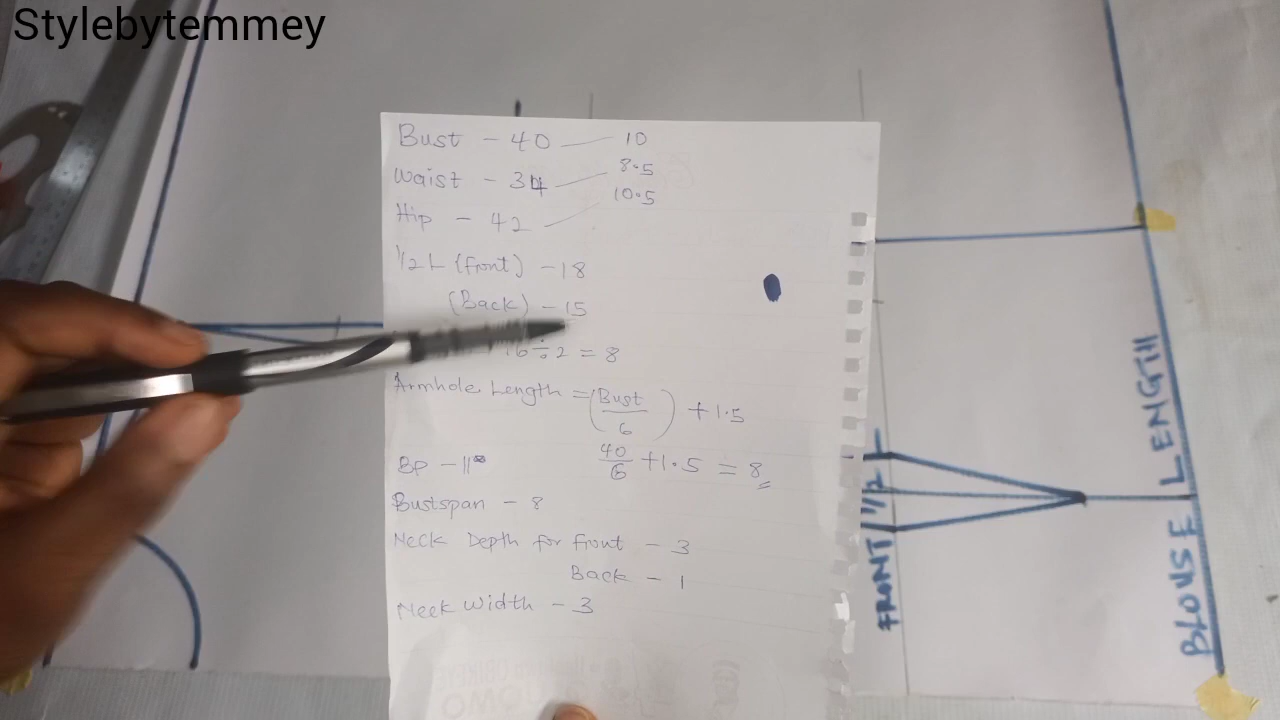 Stylebytemmey
Bust - 40 10
Waist - 34 8.5
Hip - 42 10.5
1/2 L (front) - 18
(Back) - 15
16 ÷ 2 = 8
Armhole Length = (Bust/6) + 1.5
40/6 + 1.5 = 8
BP - 11
Bustspan - 8
Neck Depth for front - 3
Back - 1
Neck Width - 3
FRONT 1/2 L
BLOUSE LENGTH